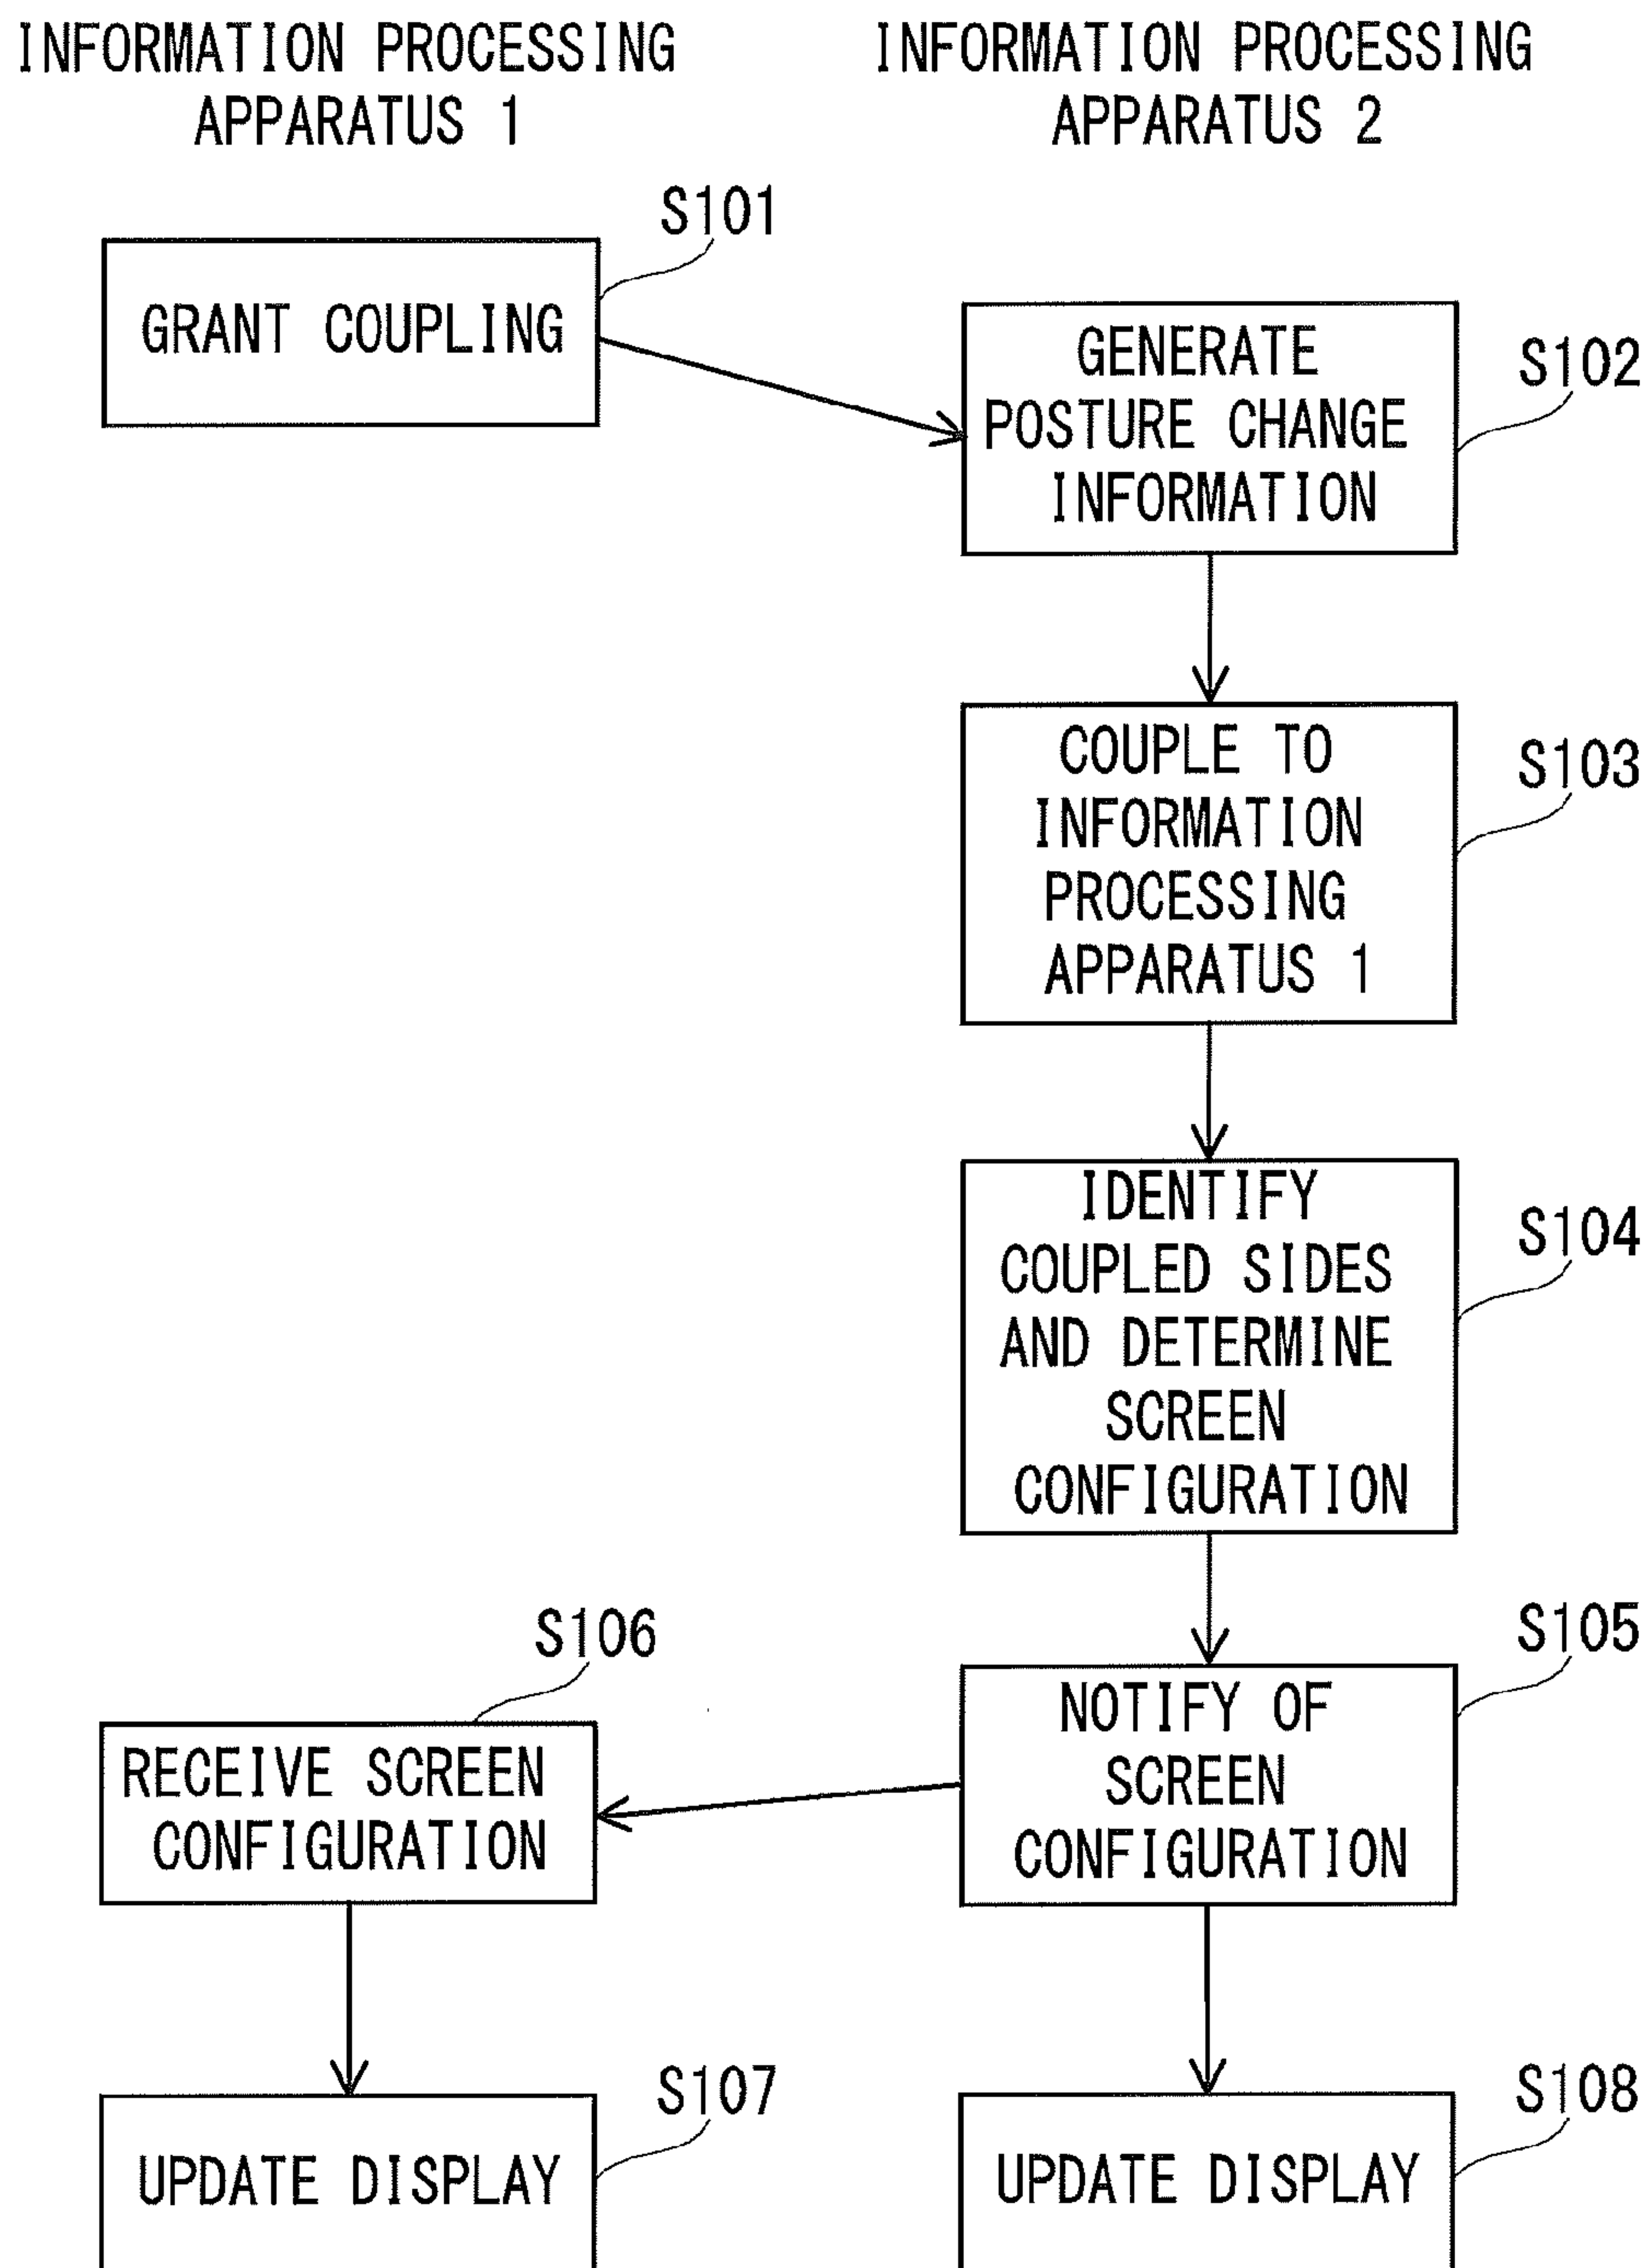 INFORMATION PROCESSING
APPARATUS 1
INFORMATION PROCESSING
APPARATUS 2
S101
GRANT COUPLING
S102
GENERATE
POSTURE CHANGE
INFORMATION
S103
COUPLE TO
INFORMATION
PROCESSING
APPARATUS 1
S104
IDENTIFY
COUPLED SIDES
AND DETERMINE
SCREEN
CONFIGURATION
S105
NOTIFY OF
SCREEN
CONFIGURATION
S106
RECEIVE SCREEN
CONFIGURATION
S107
UPDATE DISPLAY
S108
UPDATE DISPLAY